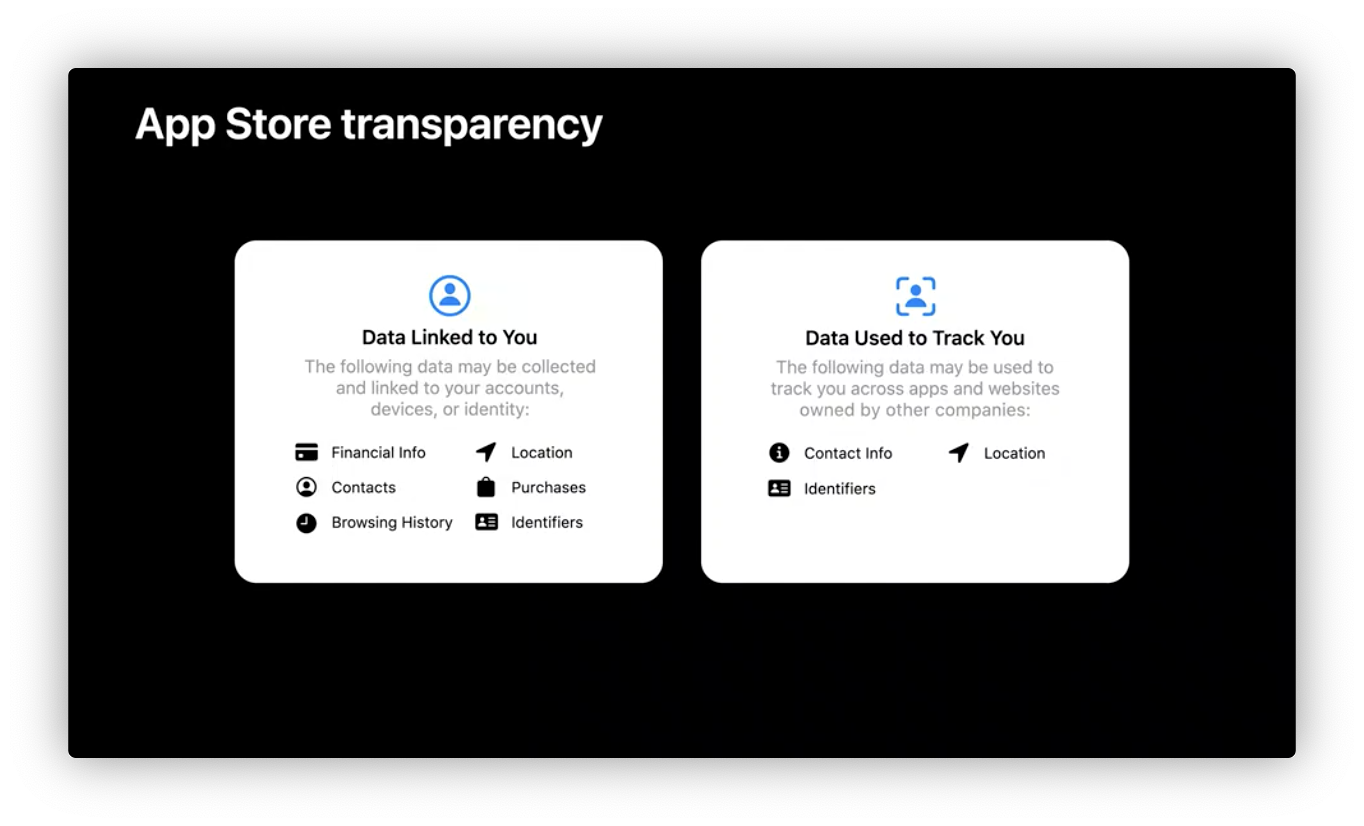 App Store transparency
Data Linked to You
The following data may be collected
and linked to your accounts,
devices, or identity:
Financial Info
Location
Contacts
Purchases
Browsing History
Identifiers
Data Used to Track You
The following data may be used to
track you across apps and websites
owned by other companies:
Contact Info
Location
Identifiers